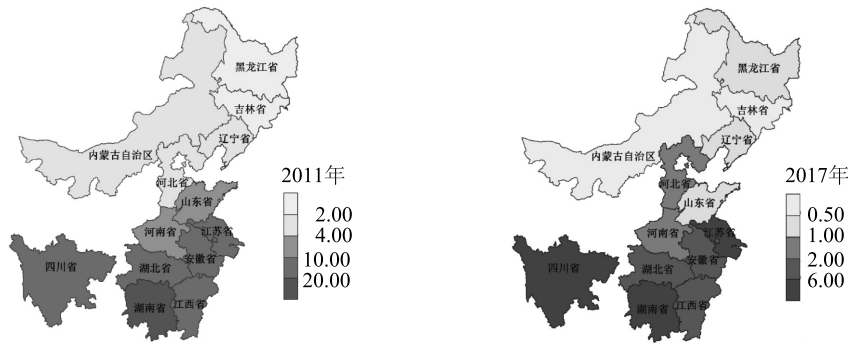 黑龙江省
吉林省
辽宁省
内蒙古自治区
河北省
山东省
河南省
江苏省
安徽省
四川省
湖北省
湖南省
江西省
2011年
2.00
4.00
10.00
20.00
黑龙江省
吉林省
辽宁省
内蒙古自治区
河北省
山东省
河南省
江苏省
安徽省
四川省
湖北省
湖南省
江西省
2017年
0.50
1.00
2.00
6.00